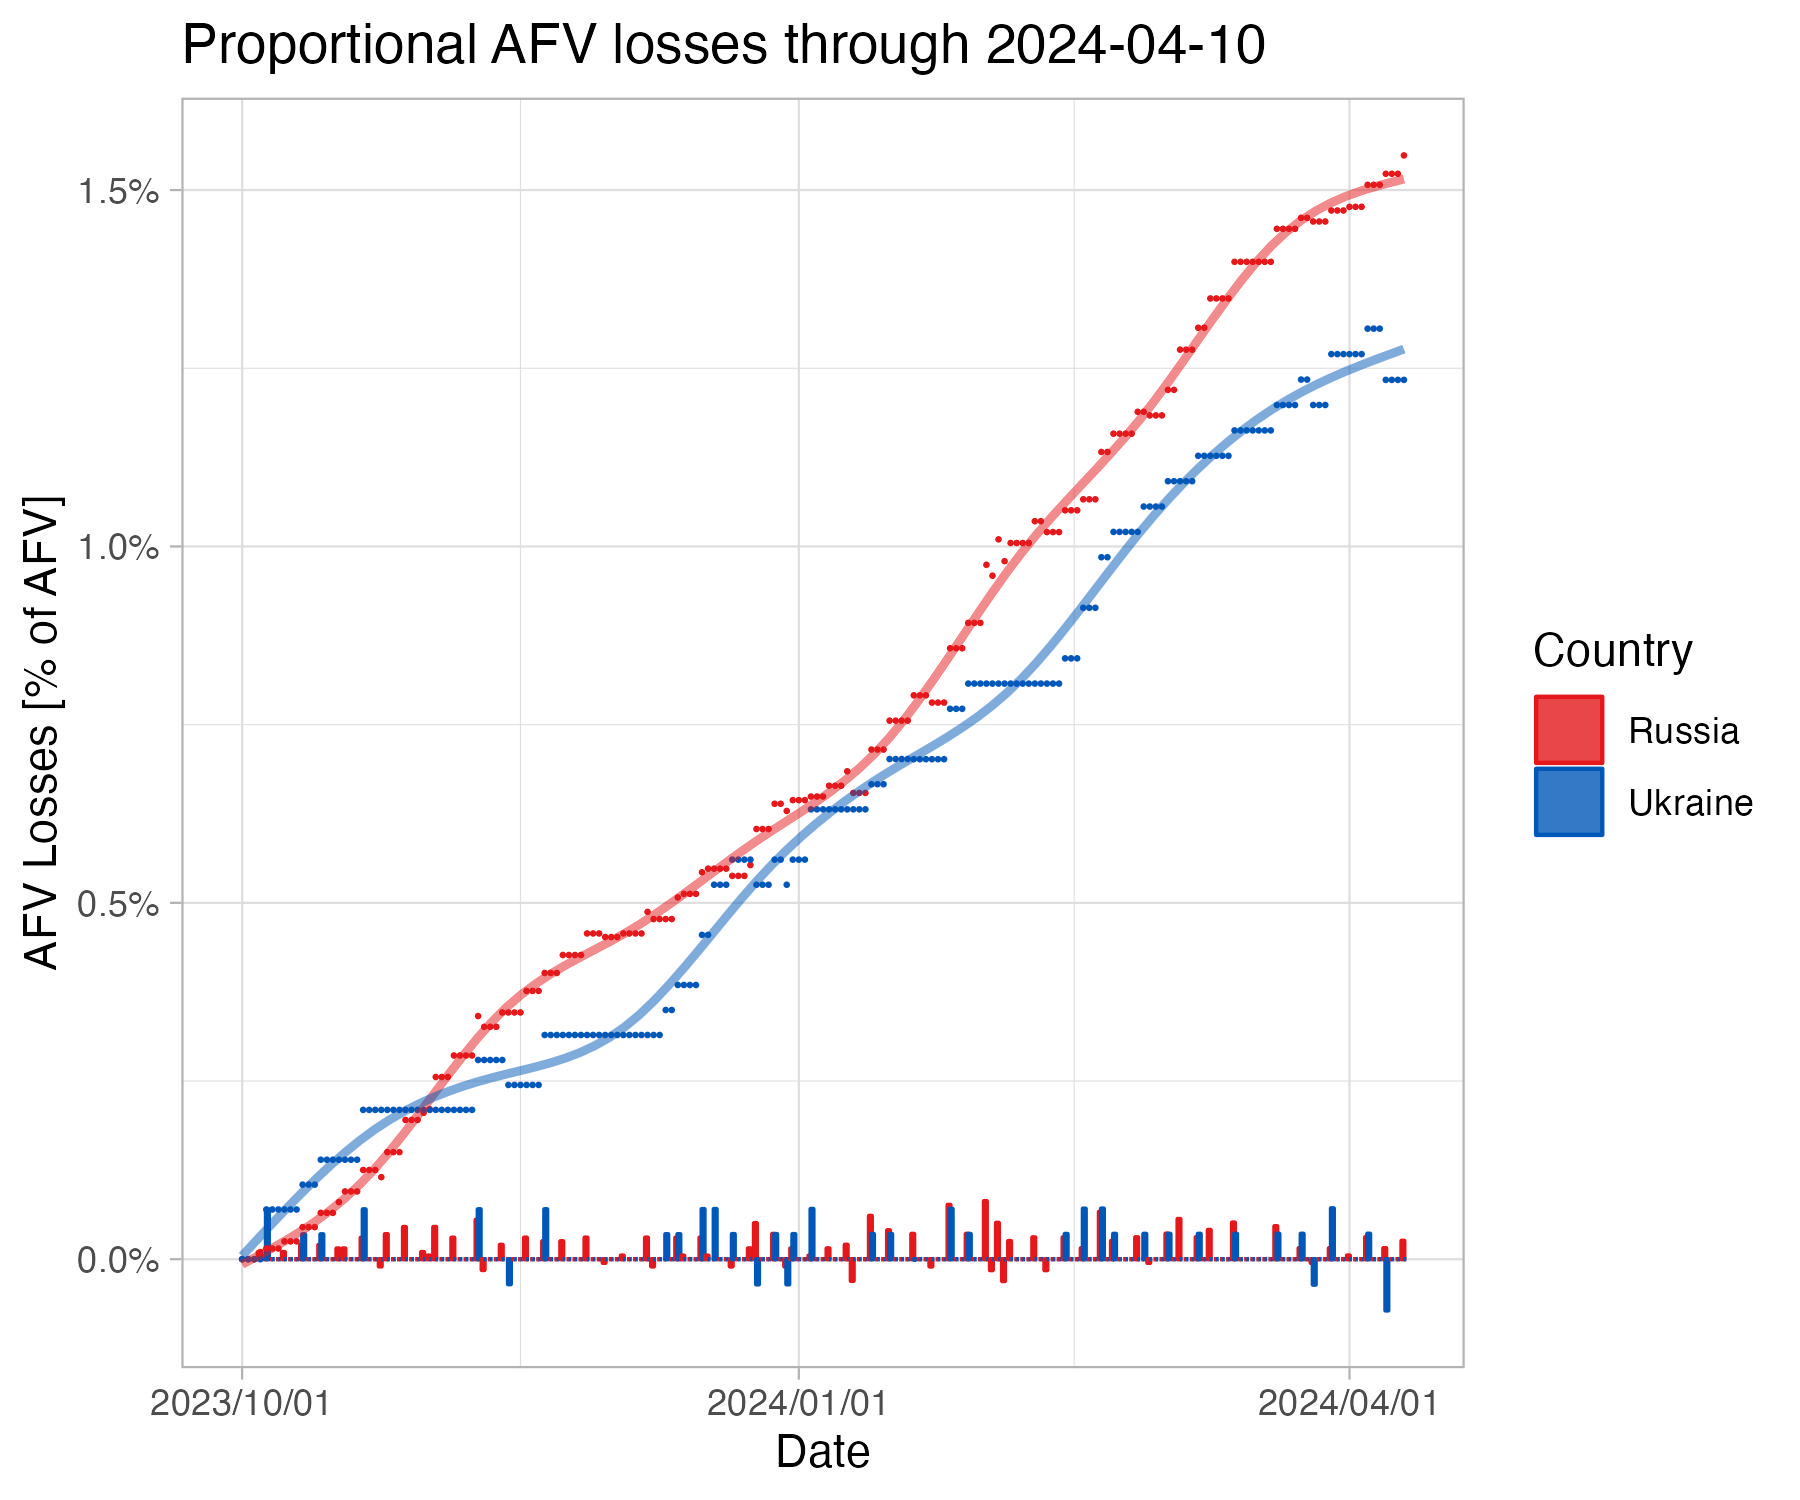 Proportional AFV losses through 2024-04-10
1.5%
1.0%
0.5%
0.0%
AFV Losses [% of AFV]
2023/10/01
2024/01/01
2024/04/01
Date
Country
Russia
Ukraine